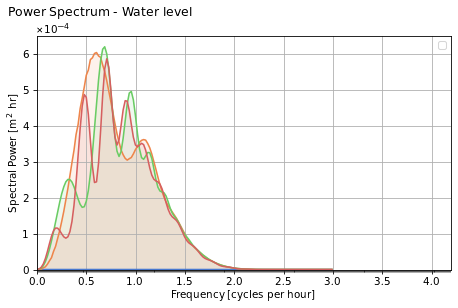 Power Spectrum - Water level
×10⁻⁴
6
5
4
3
2
1
0
Spectral Power [m² hr]
0.0 0.5 1.0 1.5 2.0 2.5 3.0 3.5 4.0
Frequency [cycles per hour]